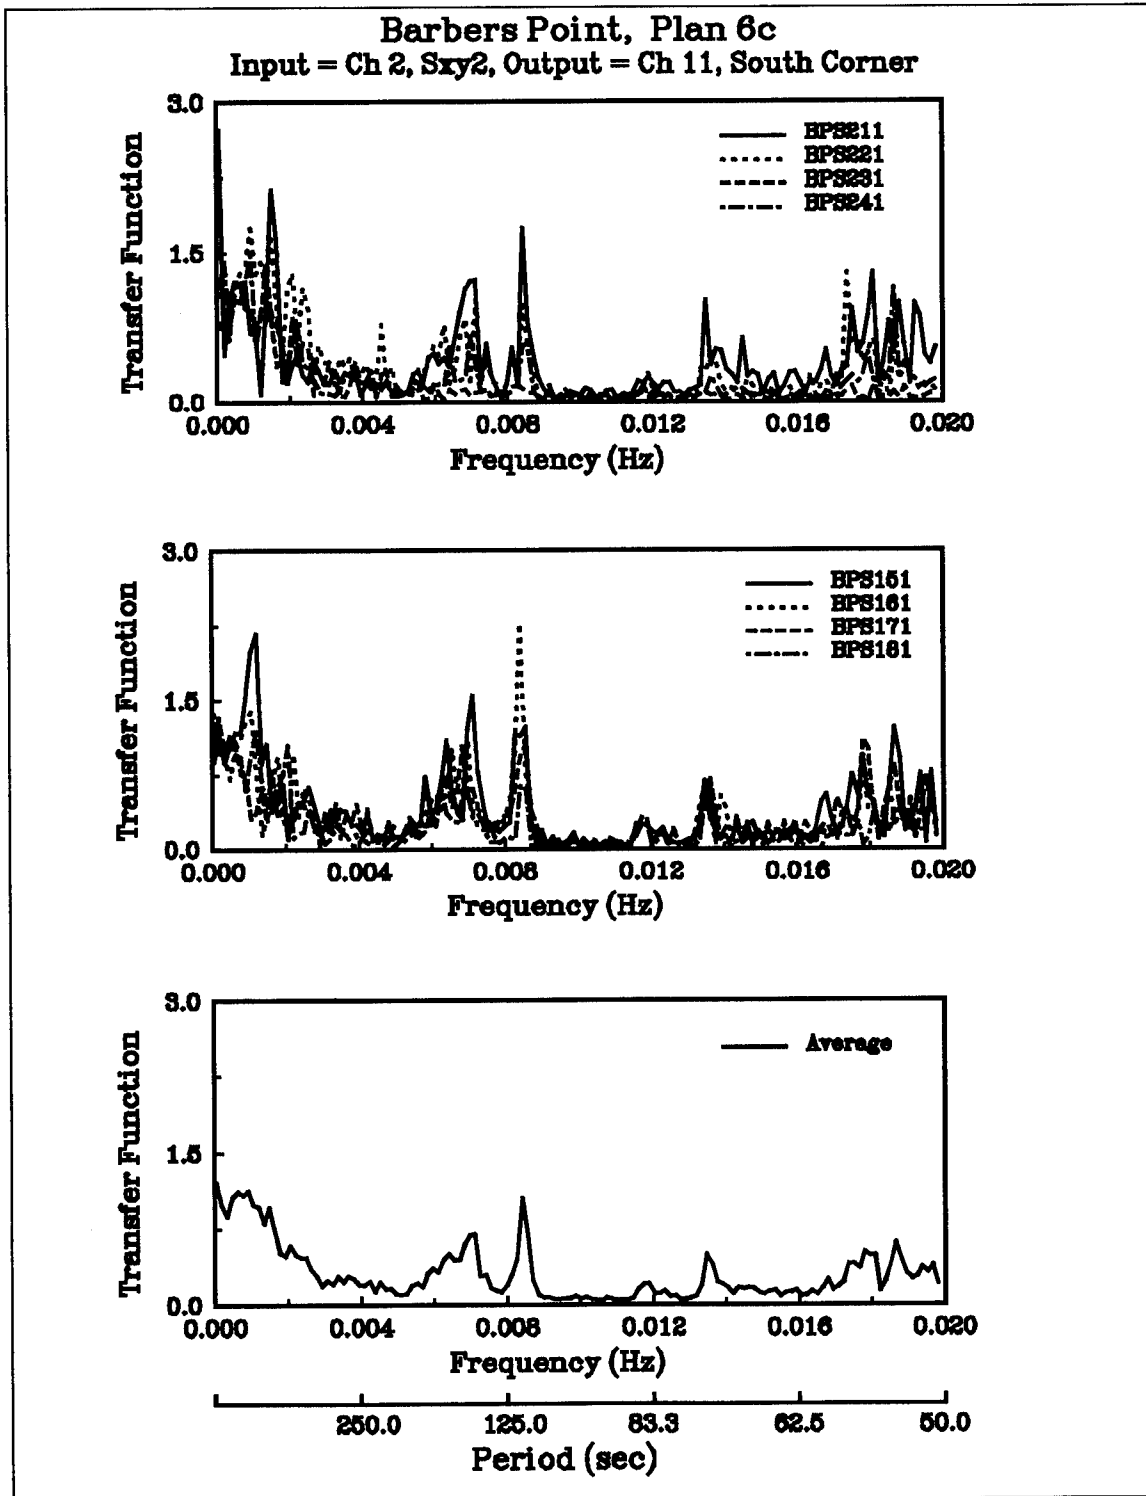 Barbers Point, Plan 6c
Input = Ch 2, Sxy2, Output = Ch 11, South Corner
3.0
1.5
0.0
Transfer Function
BPS211
BPS221
BPS231
BPS241
0.000 0.004 0.008 0.012 0.016 0.020
Frequency (Hz)
3.0
1.5
0.0
Transfer Function
BPS151
BPS161
BPS171
BPS181
0.000 0.004 0.008 0.012 0.016 0.020
Frequency (Hz)
3.0
1.5
0.0
Transfer Function
Average
0.000 0.004 0.008 0.012 0.016 0.020
Frequency (Hz)
250.0 125.0 83.3 62.5 50.0
Period (sec)